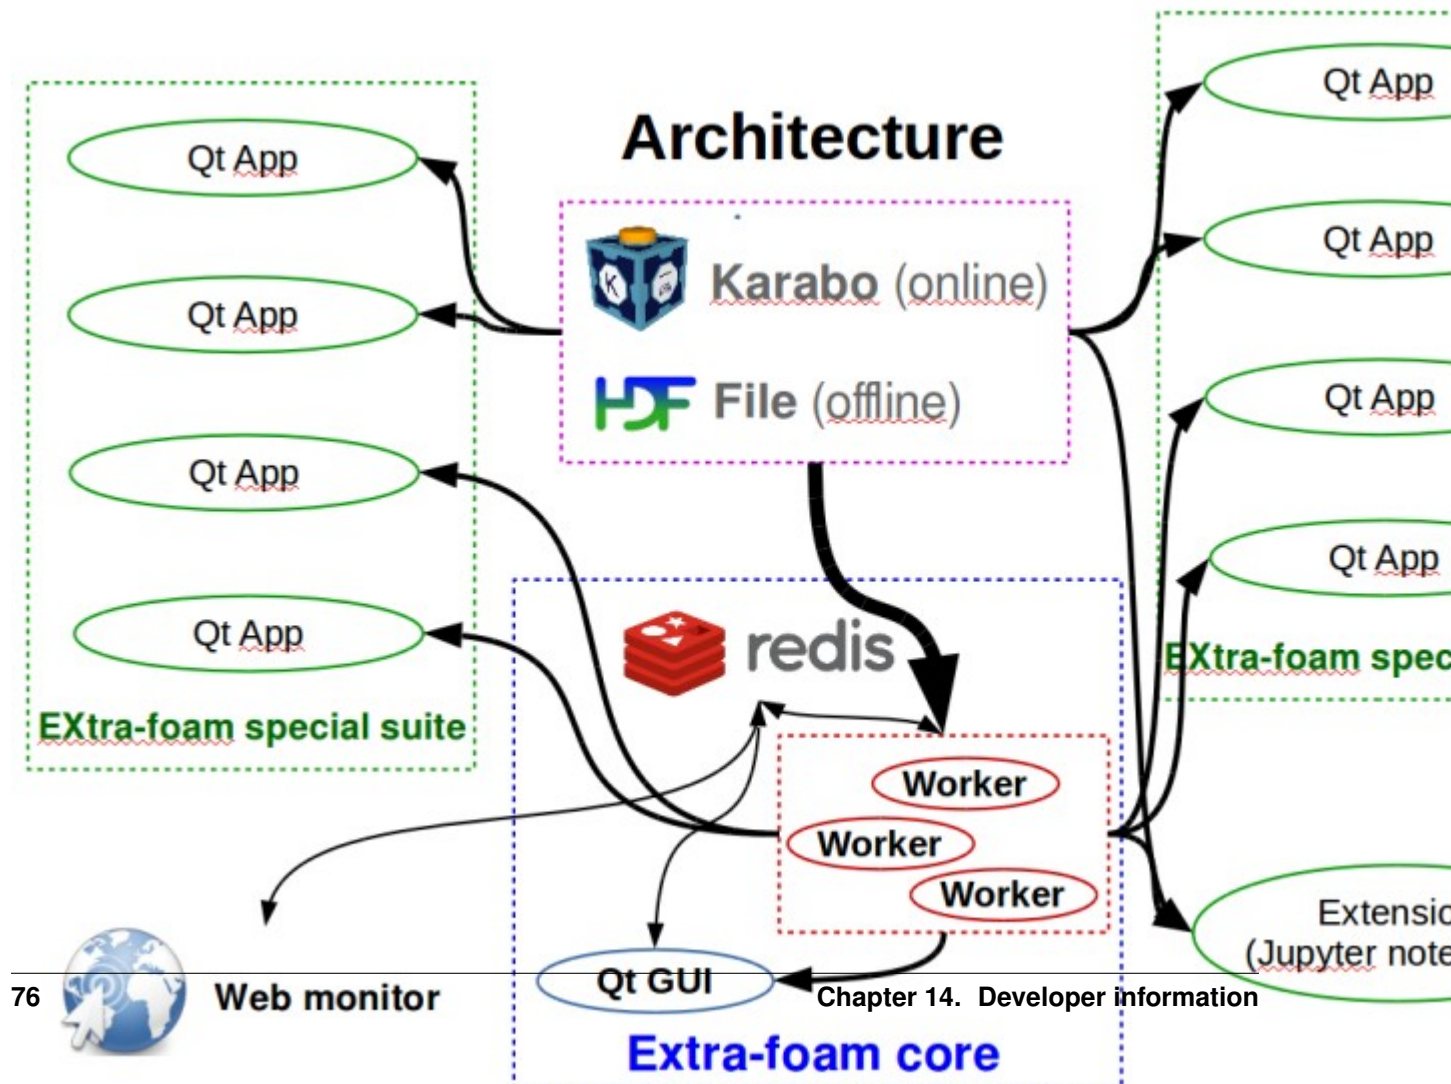 Architecture
Karabo (online)
HDF File (offline)
Qt App
Qt App
Qt App
Qt App
EXtra-foam special suite
Qt App
Qt App
Qt App
Qt App
EXtra-foam spec
redis
Worker
Worker
Worker
Qt GUI
Extra-foam core
Web monitor
Extensio
(Jupyter note
76
Chapter 14. Developer information